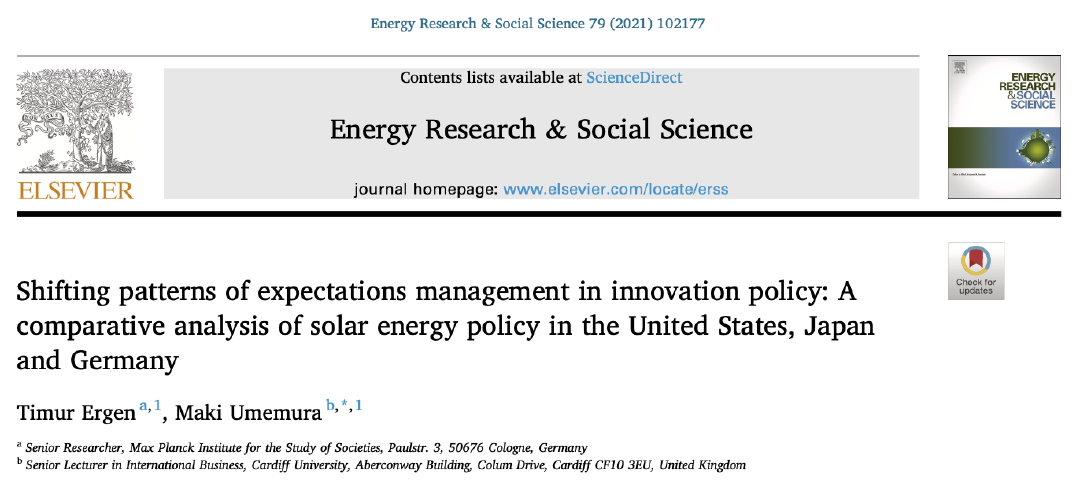 Energy Research & Social Science 79 (2021) 102177
Contents lists available at ScienceDirect
Energy Research & Social Science
journal homepage: www.elsevier.com/locate/erss
ELSEVIER
ENERGY
RESEARCH
& SOCIAL
SCIENCE
Check for
updates
Shifting patterns of expectations management in innovation policy: A
comparative analysis of solar energy policy in the United States, Japan
and Germany
Timur Ergen a,1, Maki Umemura b,*,1
a Senior Researcher, Max Planck Institute for the Study of Societies, Paulstr. 3, 50676 Cologne, Germany
b Senior Lecturer in International Business, Cardiff University, Aberconway Building, Colum Drive, Cardiff CF10 3EU, United Kingdom